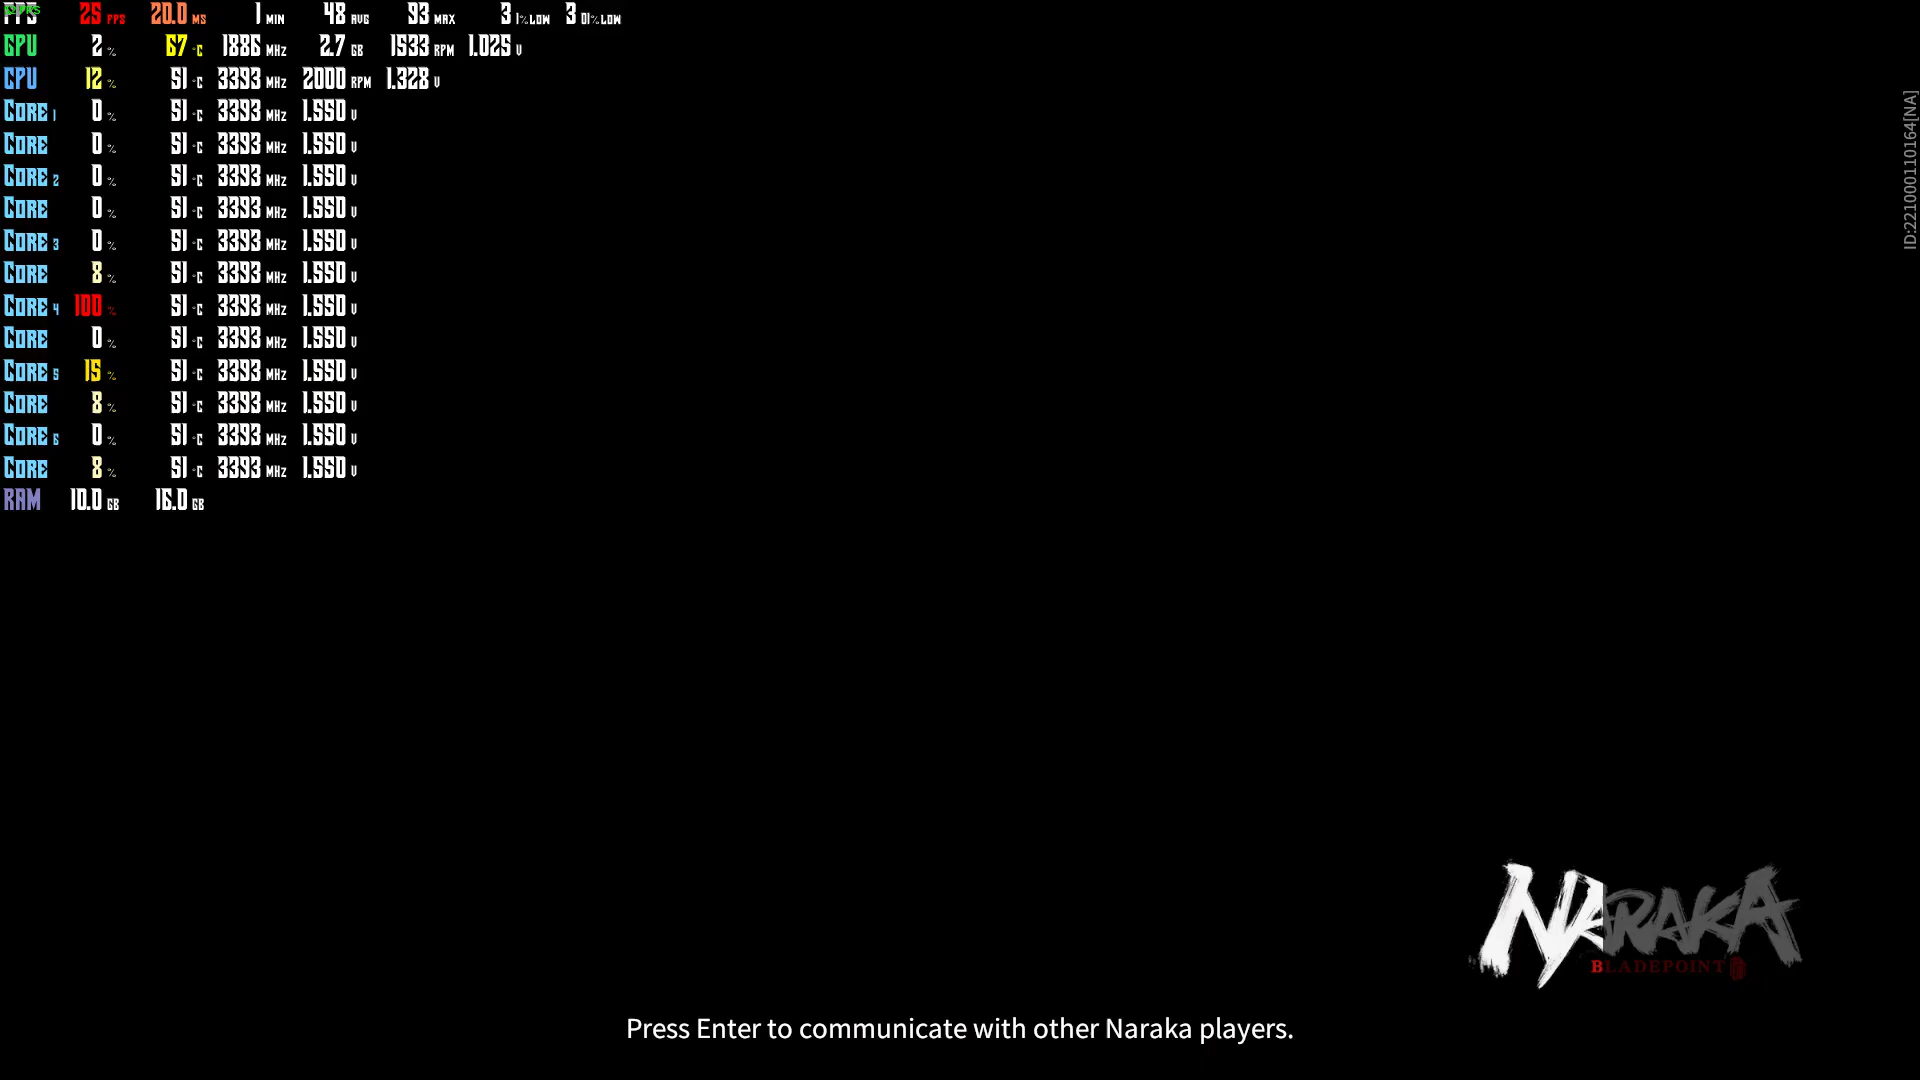 FPS 25 FPS 20.0 MS 1 MIN 48 AVG 93 MAX 3 1%LOW 3 01%LOW
GPU 2 % 67 °C 1886 MHz 2.7 GB 1533 RPM 1.025 V
CPU 12 % 51 °C 3393 MHz 2000 RPM 1.328 V
CORE 1 0 % 51 °C 3393 MHz 1.550 V
CORE 0 % 51 °C 3393 MHz 1.550 V
CORE 2 0 % 51 °C 3393 MHz 1.550 V
CORE 0 % 51 °C 3393 MHz 1.550 V
CORE 3 0 % 51 °C 3393 MHz 1.550 V
CORE 8 % 51 °C 3393 MHz 1.550 V
CORE 4 100 % 51 °C 3393 MHz 1.550 V
CORE 0 % 51 °C 3393 MHz 1.550 V
CORE 5 15 % 51 °C 3393 MHz 1.550 V
CORE 8 % 51 °C 3393 MHz 1.550 V
CORE 6 0 % 51 °C 3393 MHz 1.550 V
CORE 8 % 51 °C 3393 MHz 1.550 V
RAM 10.0 GB 16.0 GB
ID:2210001110164[NA]
NARAKA
BLADEPOINT
Press Enter to communicate with other Naraka players.